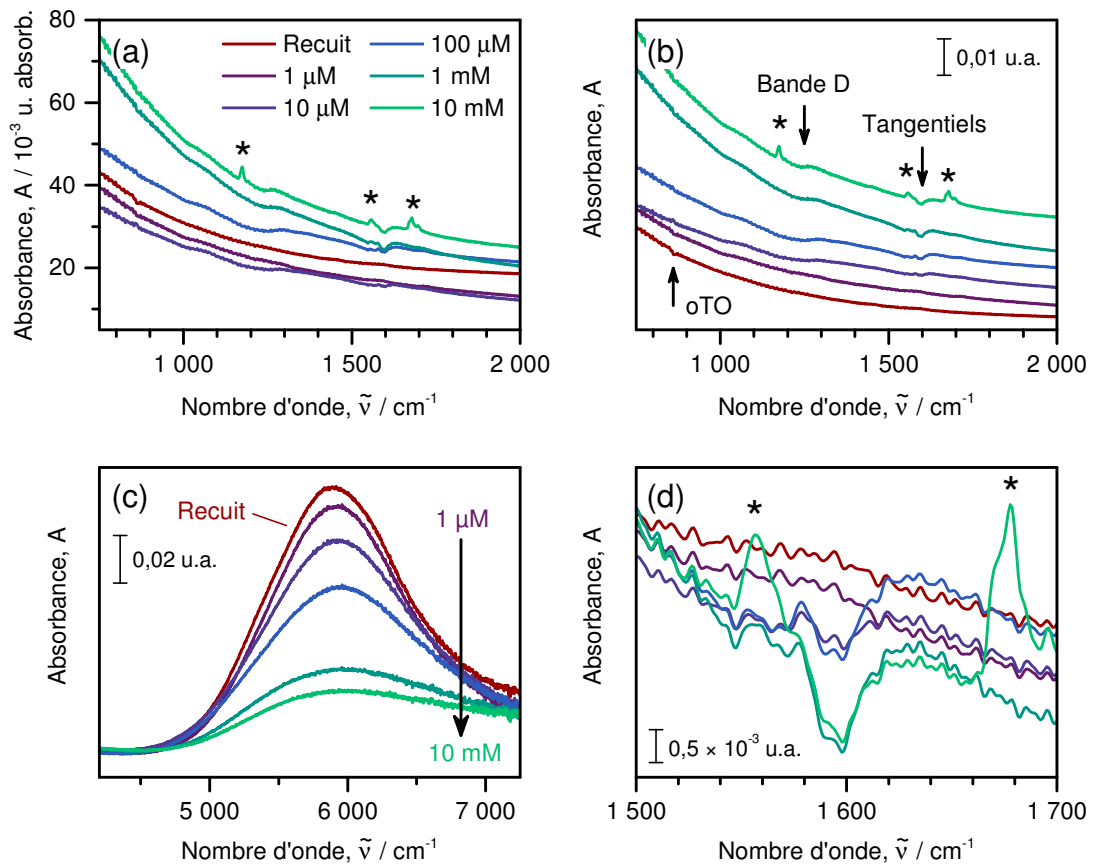 (a)
Recuit
1 µM
10 µM
100 µM
1 mM
10 mM
*
*
*
80
60
40
20
Absorbance, A / 10⁻³ u. absorb.
1 000
1 500
2 000
Nombre d'onde, ν̃ / cm⁻¹
(b)
0,01 u.a.
Bande D
Tangentiels
*
*
*
oTO
Absorbance, A
1 000
1 500
2 000
Nombre d'onde, ν̃ / cm⁻¹
(c)
Recuit
1 µM
0,02 u.a.
10 mM
Absorbance, A
5 000
6 000
7 000
Nombre d'onde, ν̃ / cm⁻¹
(d)
*
*
0,5 × 10⁻³ u.a.
Absorbance, A
1 500
1 600
1 700
Nombre d'onde, ν̃ / cm⁻¹